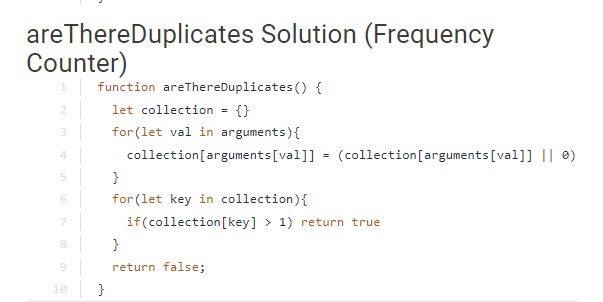 areThereDuplicates Solution (Frequency
Counter)
1 function areThereDuplicates() {
2 let collection = {}
3 for(let val in arguments){
4 collection[arguments[val]] = (collection[arguments[val]] || 0)
5 }
6 for(let key in collection){
7 if(collection[key] > 1) return true
8 }
9 return false;
10 }